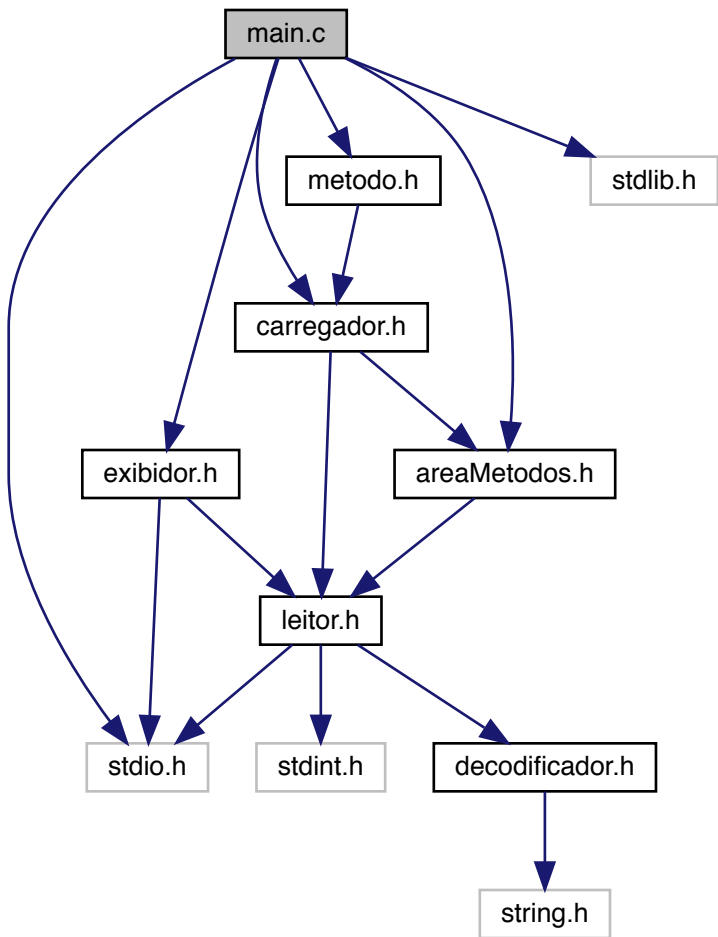 main.c
metodo.h
stdlib.h
carregador.h
exibidor.h
areaMetodos.h
leitor.h
stdio.h
stdint.h
decodificador.h
string.h